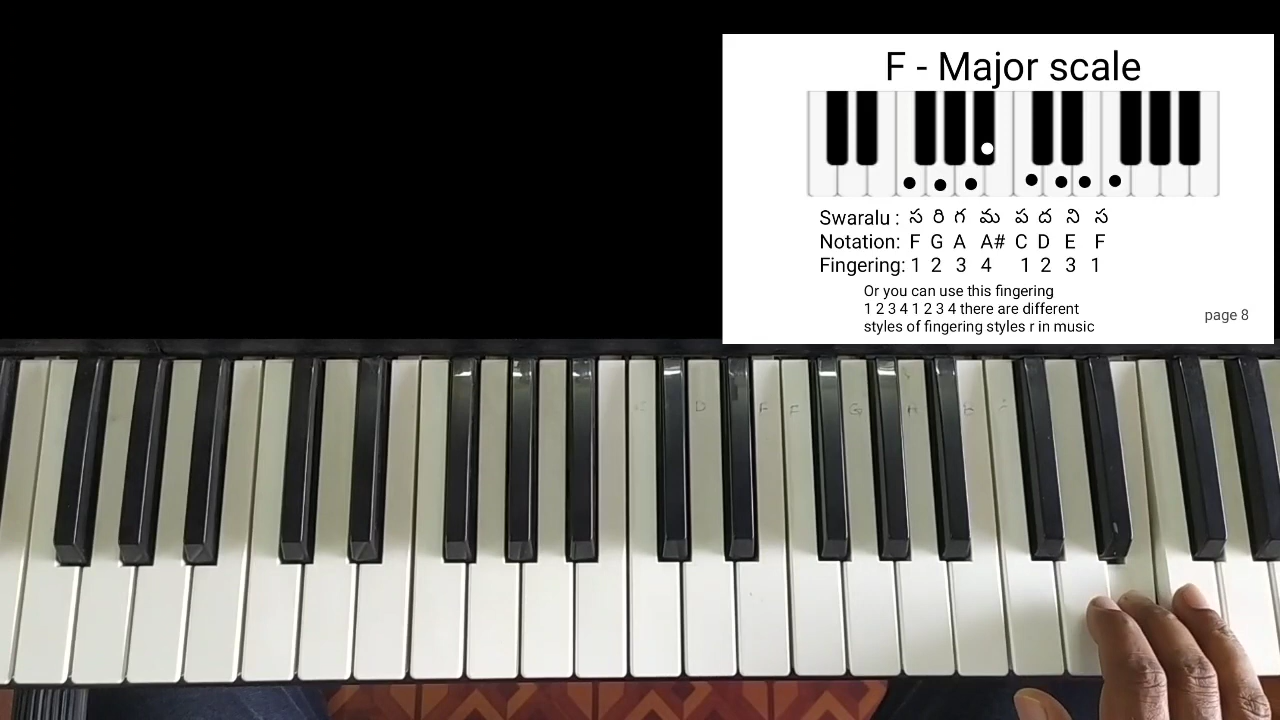 F - Major scale
Swaralu : స రి గ మ ప ద ని స
Notation: F G A A# C D E F
Fingering: 1 2 3 4 1 2 3 1
Or you can use this fingering
1 2 3 4 1 2 3 4 there are different
styles of fingering styles r in music
page 8
D F F G